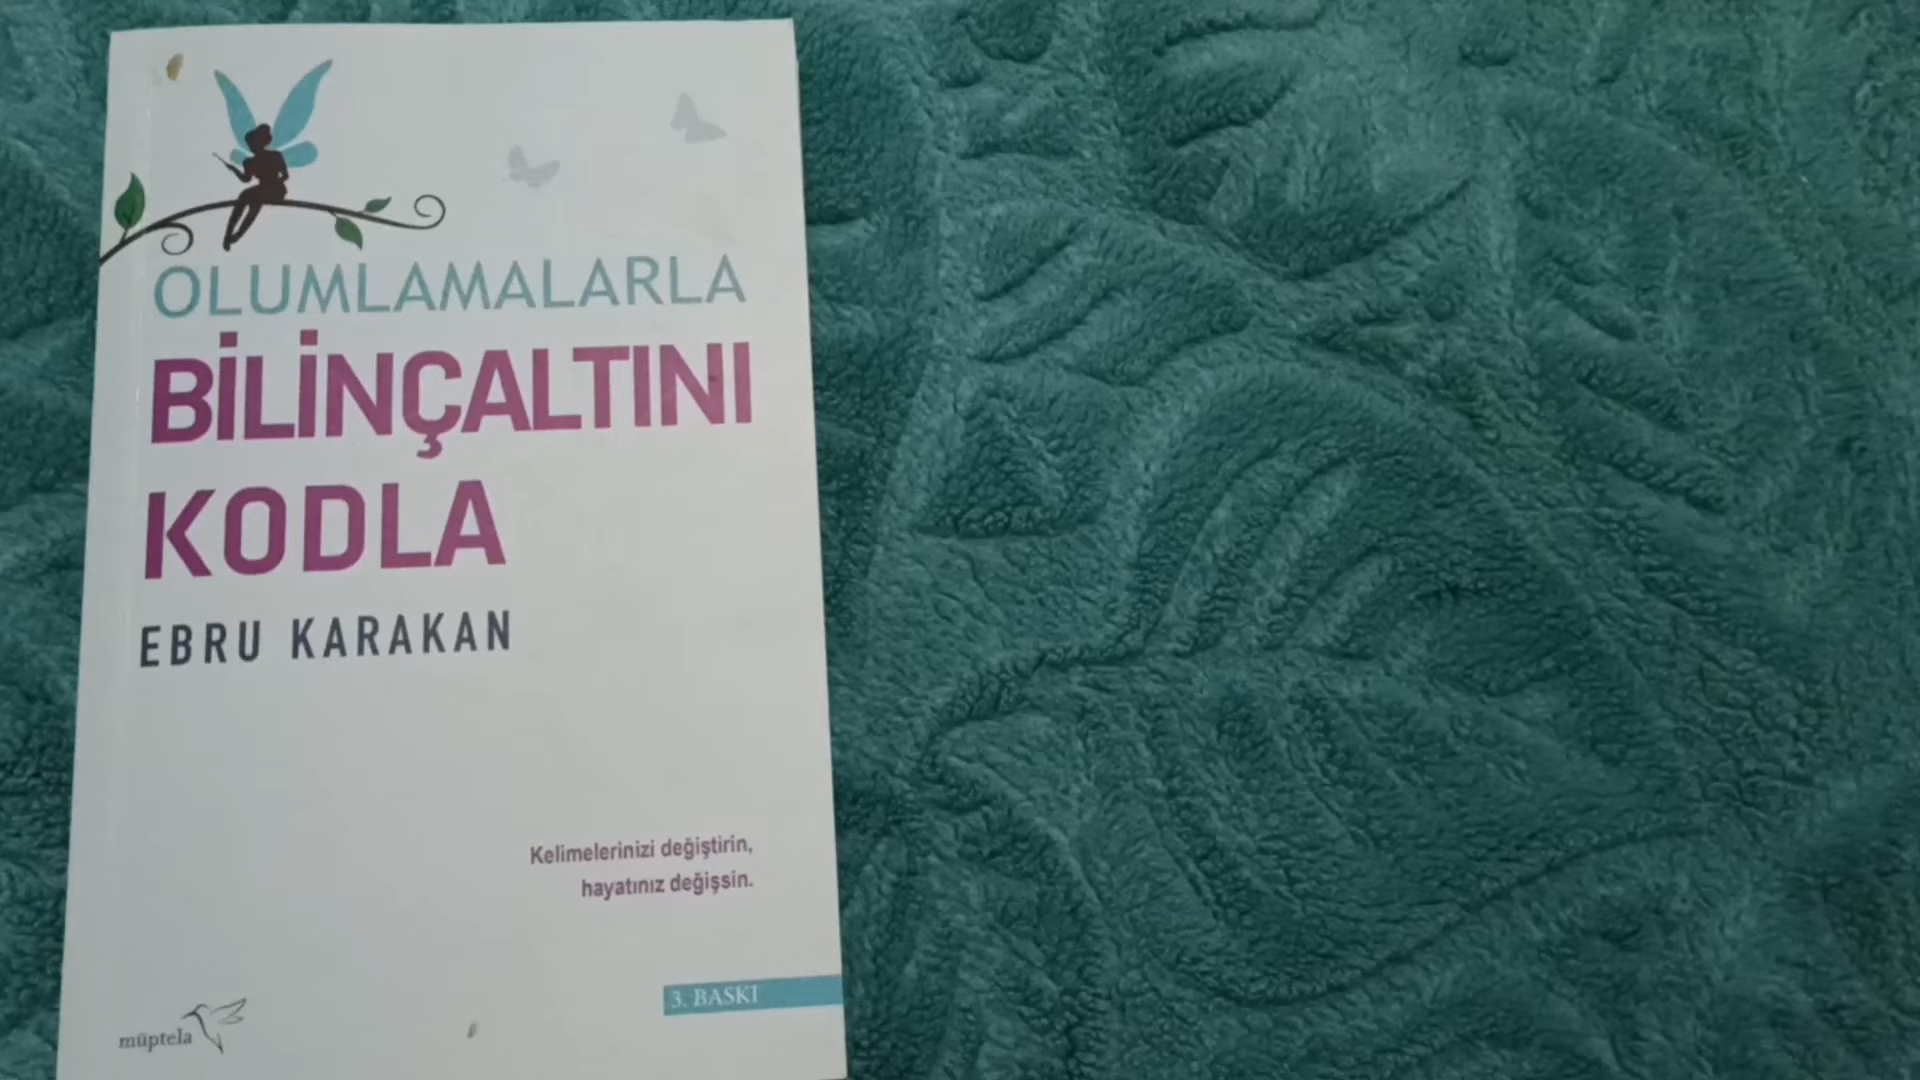 OLUMLAMALARLA
BİLİNÇALTINI
KODLA
EBRU KARAKAN
Kelimelerinizi değiştirin,
hayatınız değişsin.
3. BASKI
müptela